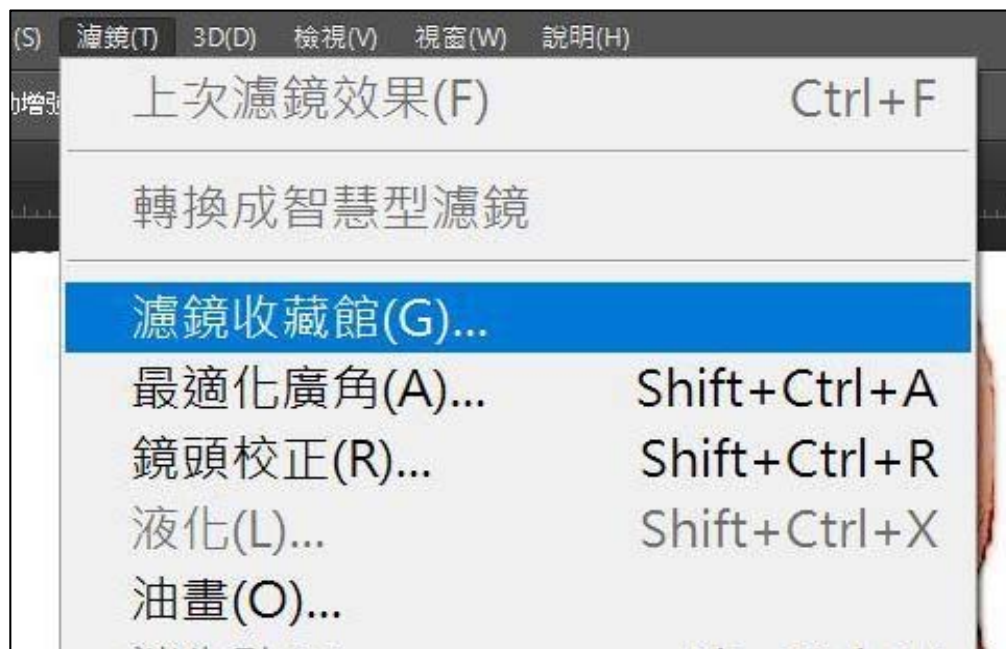 (S) 濾鏡(T) 3D(D) 檢視(V) 視窗(W) 說明(H)
上次濾鏡效果(F) Ctrl+F
轉換成智慧型濾鏡
濾鏡收藏館(G)...
最適化廣角(A)... Shift+Ctrl+A
鏡頭校正(R)... Shift+Ctrl+R
液化(L)... Shift+Ctrl+X
油畫(O)...